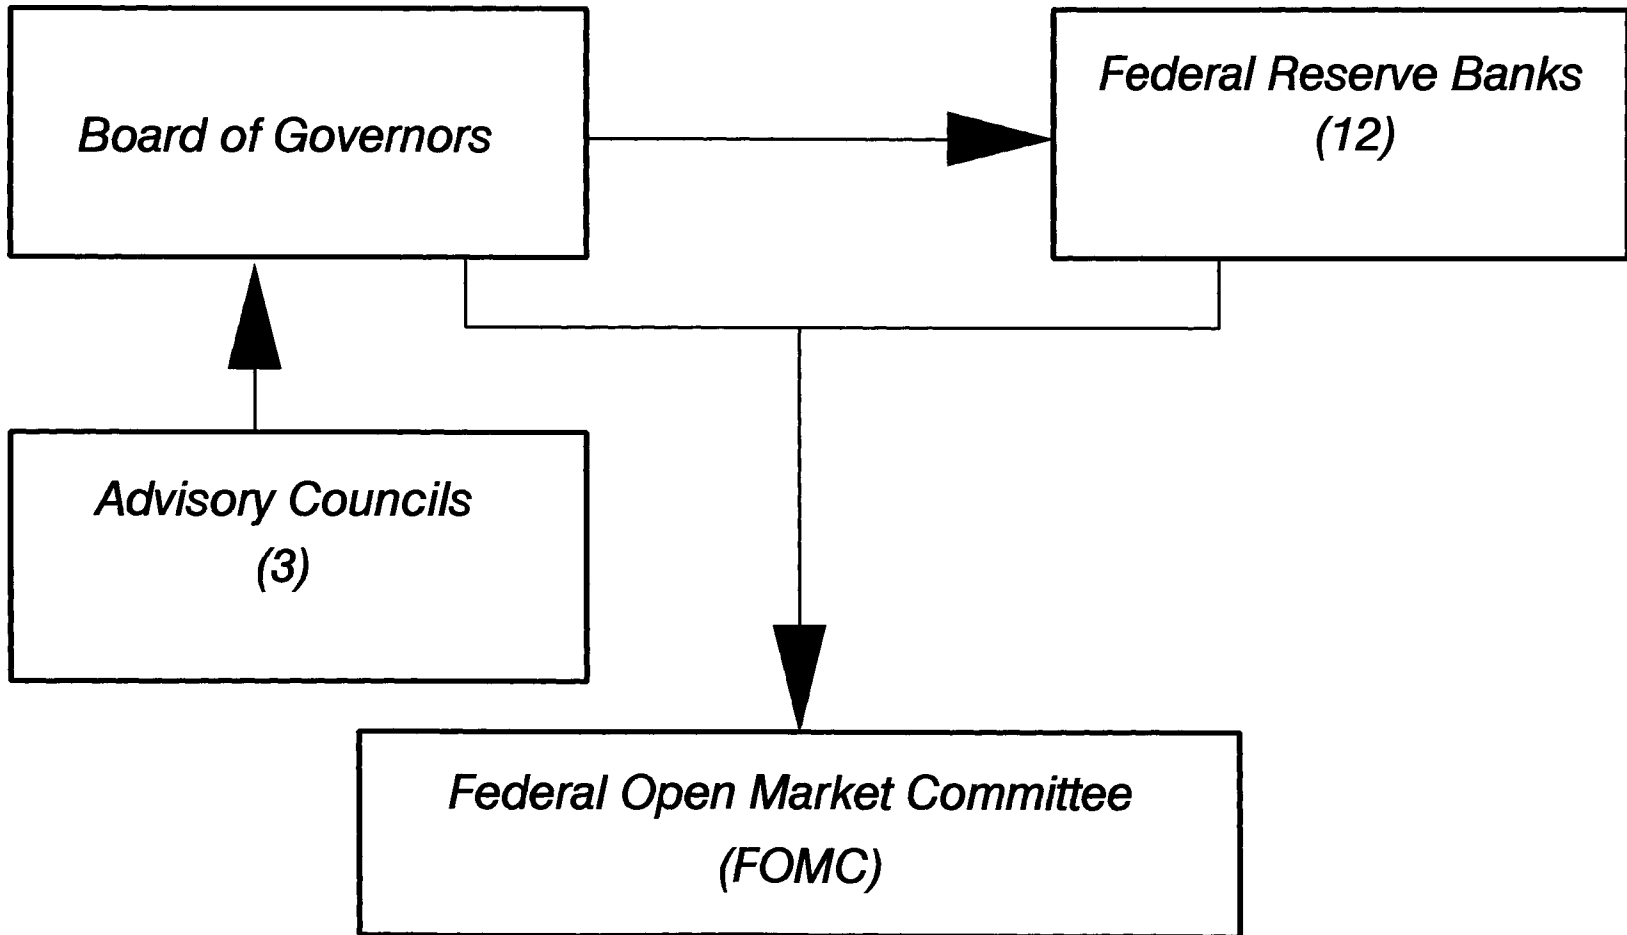 Board of Governors
Federal Reserve Banks
(12)
Advisory Councils
(3)
Federal Open Market Committee
(FOMC)